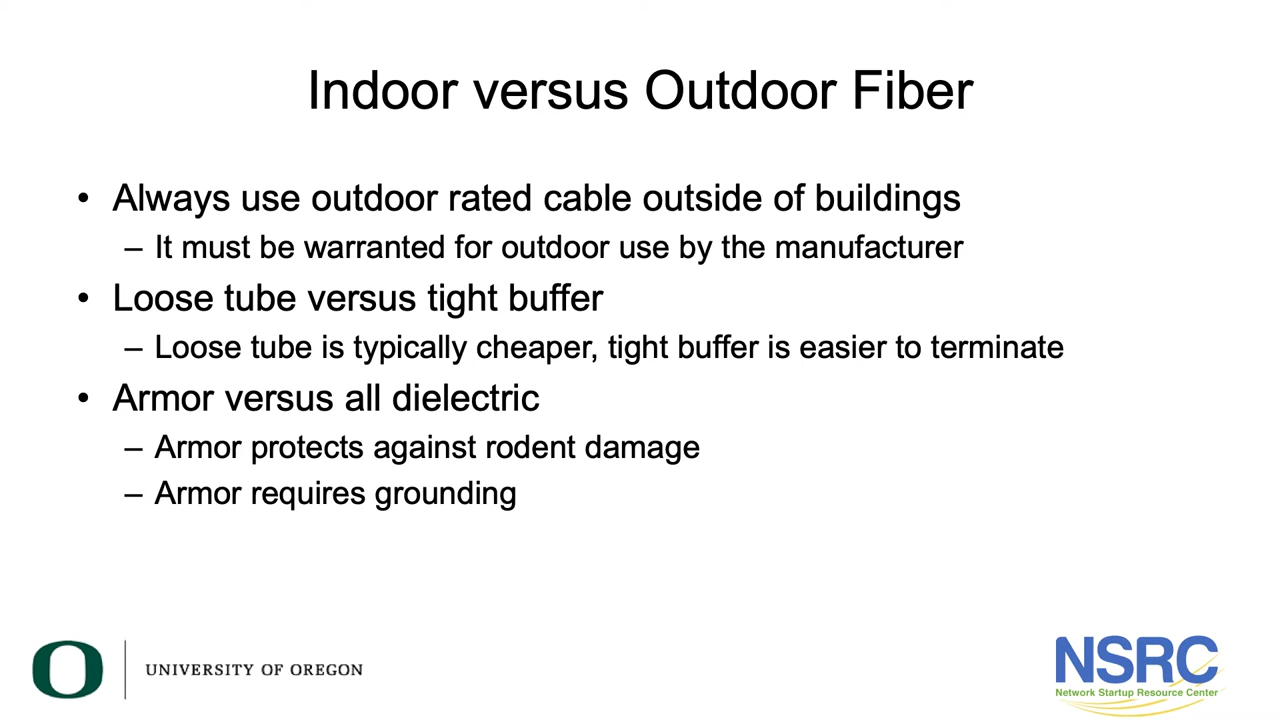 Indoor versus Outdoor Fiber
• Always use outdoor rated cable outside of buildings
– It must be warranted for outdoor use by the manufacturer
• Loose tube versus tight buffer
– Loose tube is typically cheaper, tight buffer is easier to terminate
• Armor versus all dielectric
– Armor protects against rodent damage
– Armor requires grounding
O
UNIVERSITY OF OREGON
NSRC
Network Startup Resource Center